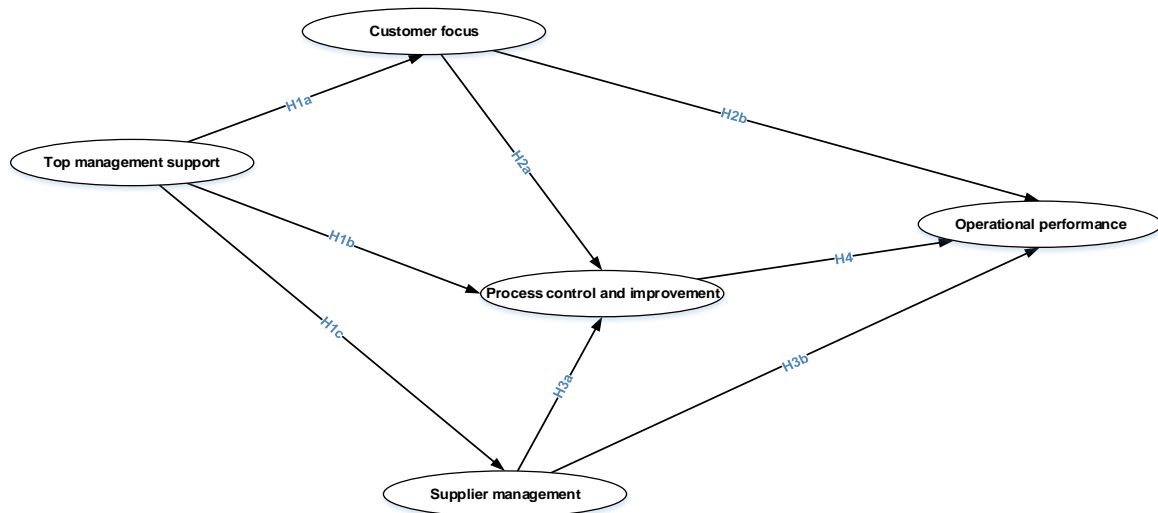 Customer focus
H1a
H2b
Top management support
H2a
Operational performance
H1b
H4
Process control and improvement
H1c
H3b
H3a
Supplier management